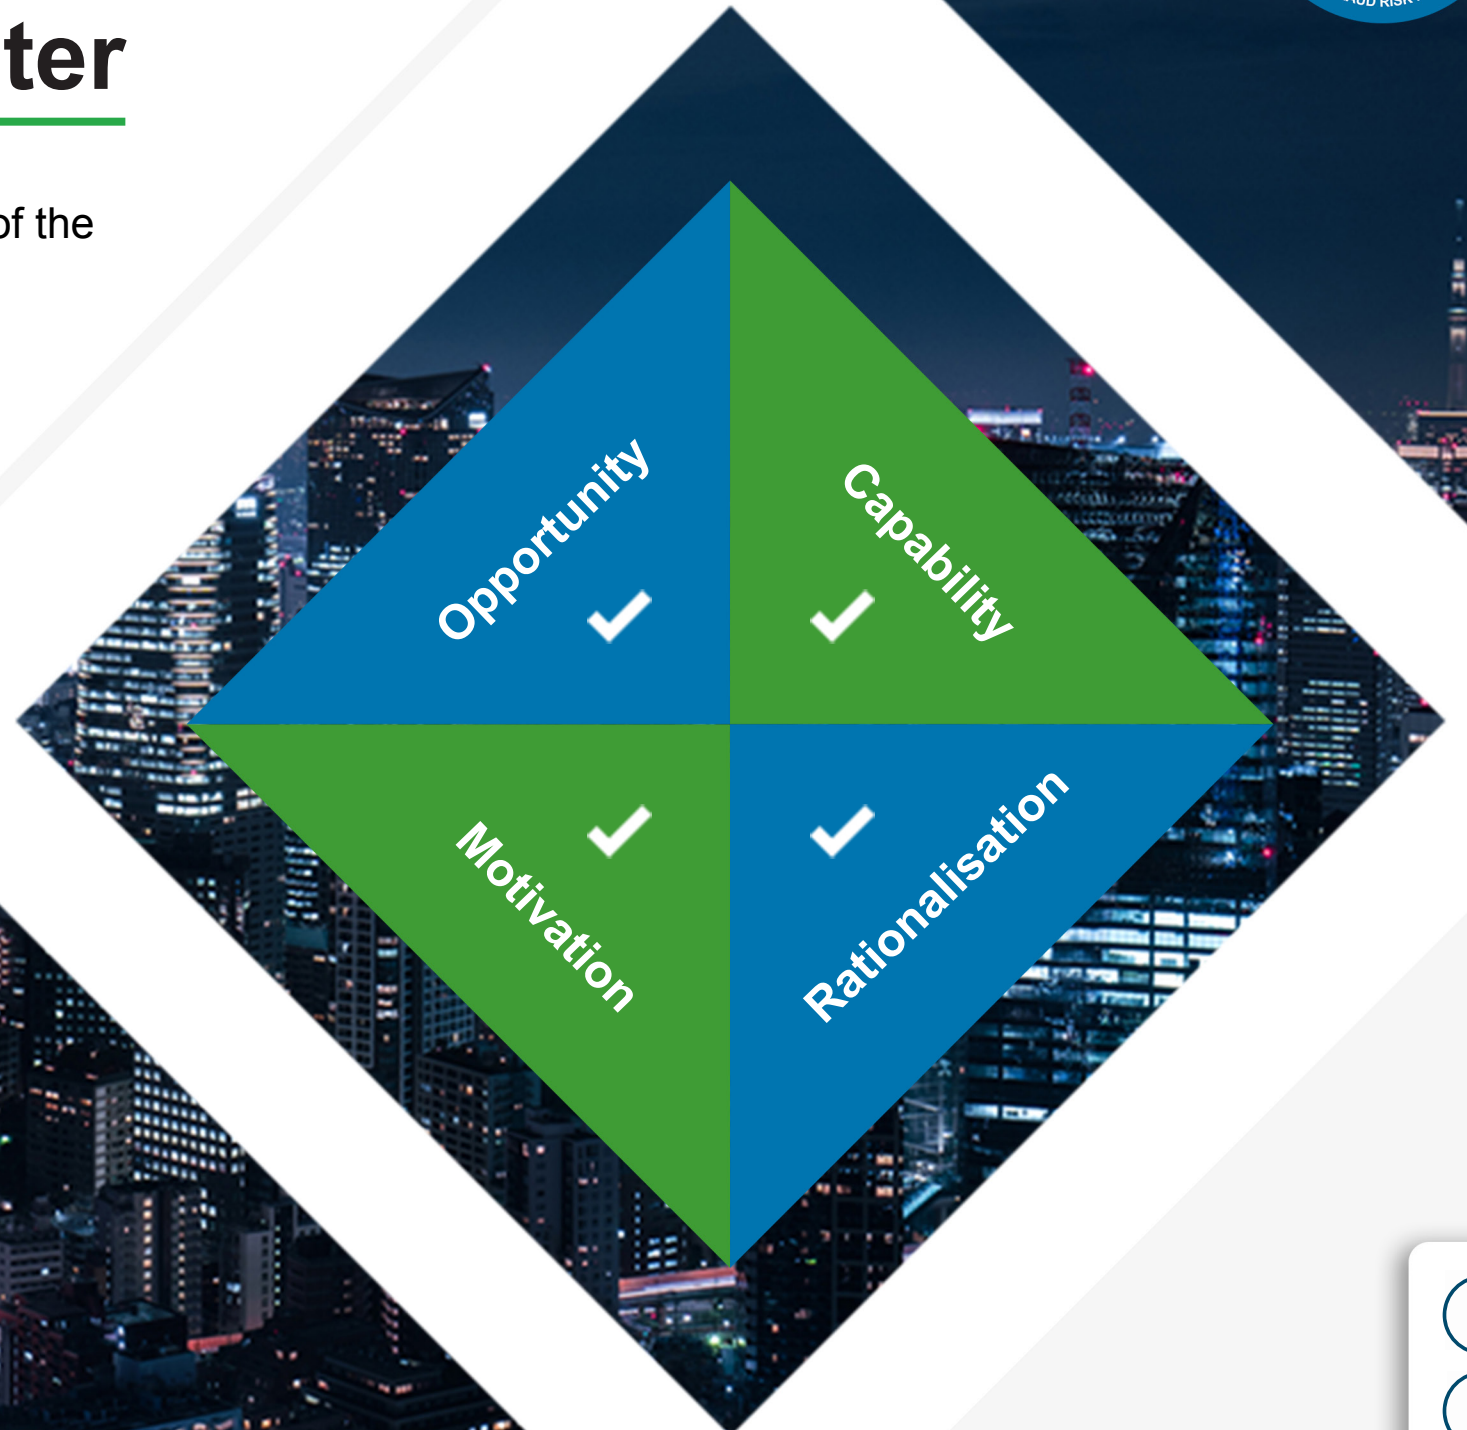 ter
of the
Opportunity
Capability
Motivation
Rationalisation